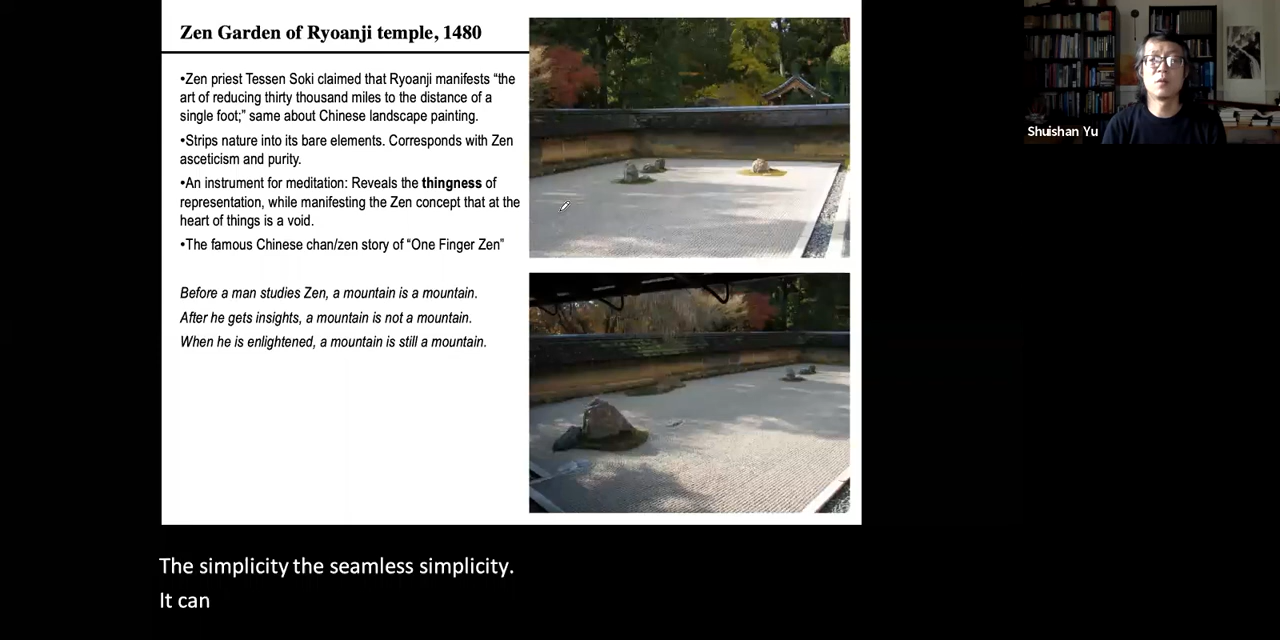 Zen Garden of Ryoanji temple, 1480
•Zen priest Tessen Soki claimed that Ryoanji manifests “the
art of reducing thirty thousand miles to the distance of a
single foot;” same about Chinese landscape painting.
•Strips nature into its bare elements. Corresponds with Zen
asceticism and purity.
•An instrument for meditation: Reveals the thingness of
representation, while manifesting the Zen concept that at the
heart of things is a void.
•The famous Chinese chan/zen story of “One Finger Zen”
Before a man studies Zen, a mountain is a mountain.
After he gets insights, a mountain is not a mountain.
When he is enlightened, a mountain is still a mountain.
Shuishan Yu
The simplicity the seamless simplicity.
It can